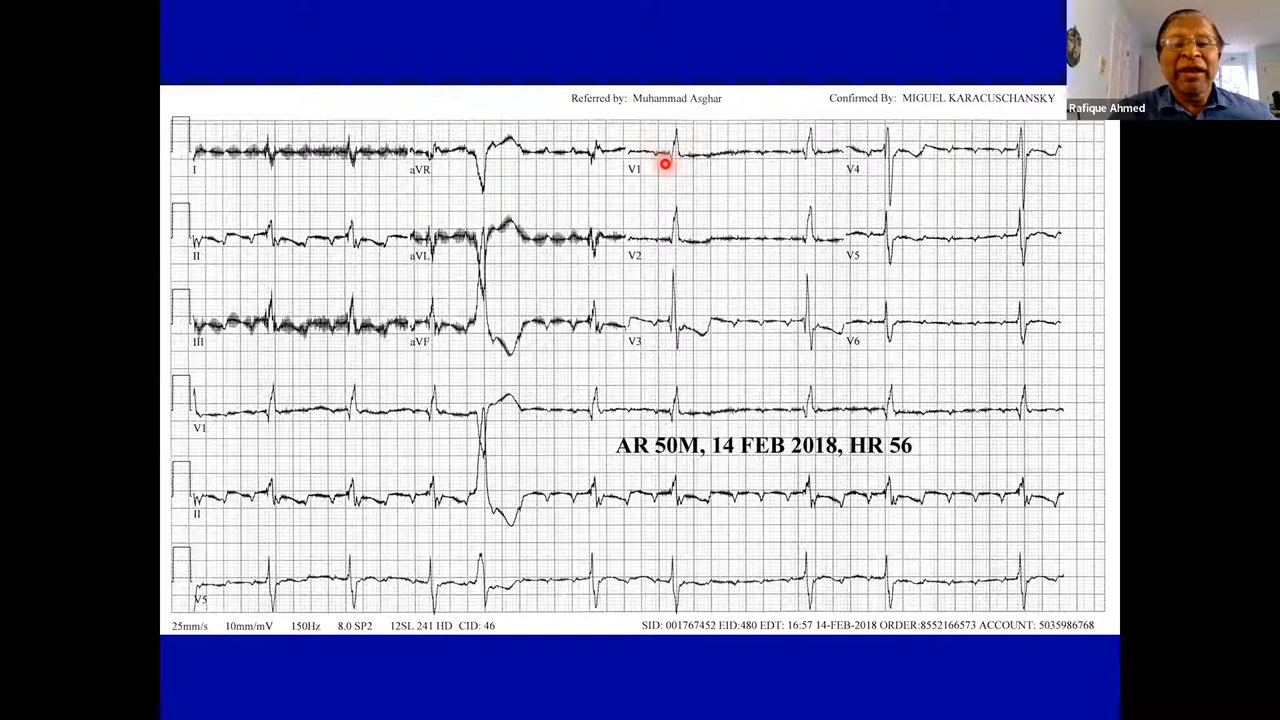 Rafique Ahmed
Referred by: Muhammad Asghar
Confirmed By: MIGUEL KARACUSCHANSKY
I aVR V1 V4
II aVL V2 V5
III aVF V3 V6
V1
AR 50M, 14 FEB 2018, HR 56
II
V5
25mm/s 10mm/mV 150Hz 8.0 SP2 12SL 241 HD CID: 46
SID: 001767452 EID:480 EDT: 16:57 14-FEB-2018 ORDER:8552166573 ACCOUNT: 5035986768